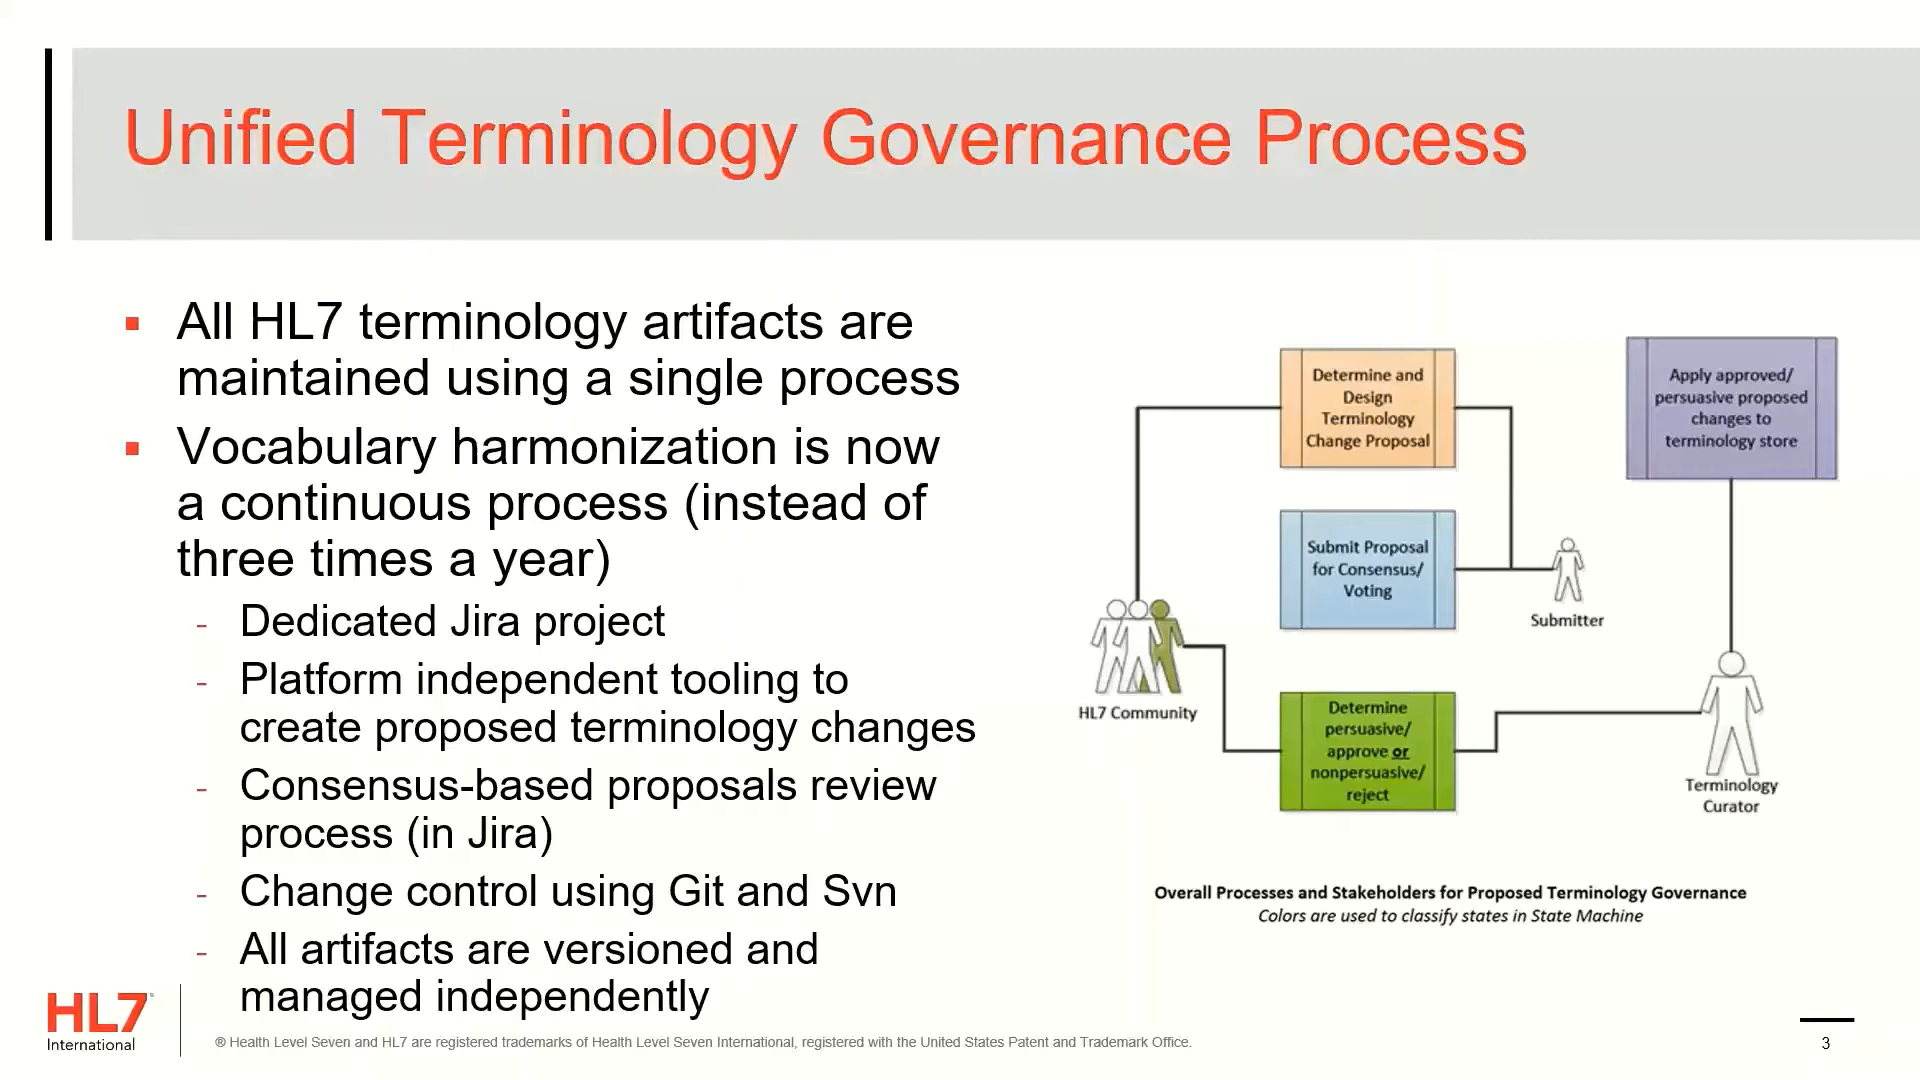 Unified Terminology Governance Process
▪ All HL7 terminology artifacts are
maintained using a single process
▪ Vocabulary harmonization is now
a continuous process (instead of
three times a year)
- Dedicated Jira project
- Platform independent tooling to
create proposed terminology changes
- Consensus-based proposals review
process (in Jira)
- Change control using Git and Svn
- All artifacts are versioned and
managed independently
Determine and
Design
Terminology
Change Proposal
Apply approved/
persuasive proposed
changes to
terminology store
Submit Proposal
for Consensus/
Voting
Submitter
HL7 Community
Determine
persuasive/
approve or
nonpersuasive/
reject
Terminology
Curator
Overall Processes and Stakeholders for Proposed Terminology Governance
Colors are used to classify states in State Machine
HL7®
International
® Health Level Seven and HL7 are registered trademarks of Health Level Seven International, registered with the United States Patent and Trademark Office.
3